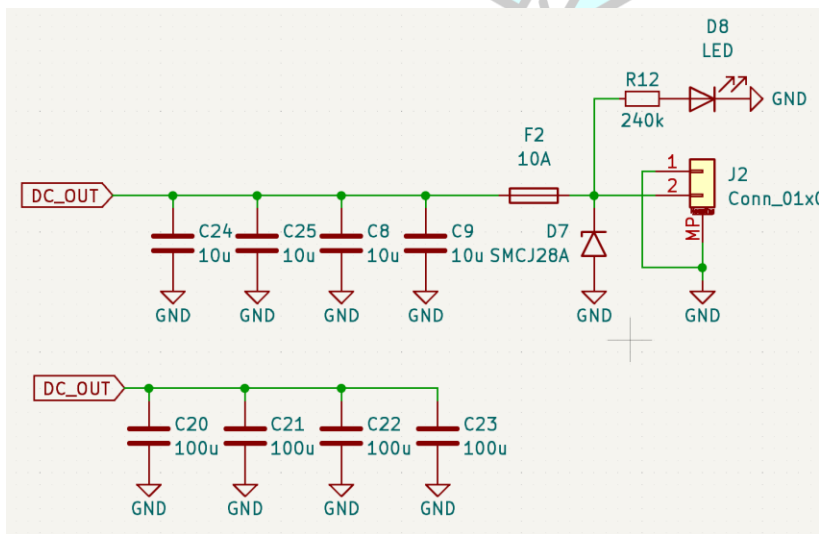 D8
LED
R12
240k
GND
F2
10A
DC_OUT
1
2
J2
Conn_01x0
MP
C24
10u
C25
10u
C8
10u
C9
10u
D7
SMCJ28A
GND
GND
GND
GND
GND
GND
DC_OUT
C20
100u
C21
100u
C22
100u
C23
100u
GND
GND
GND
GND